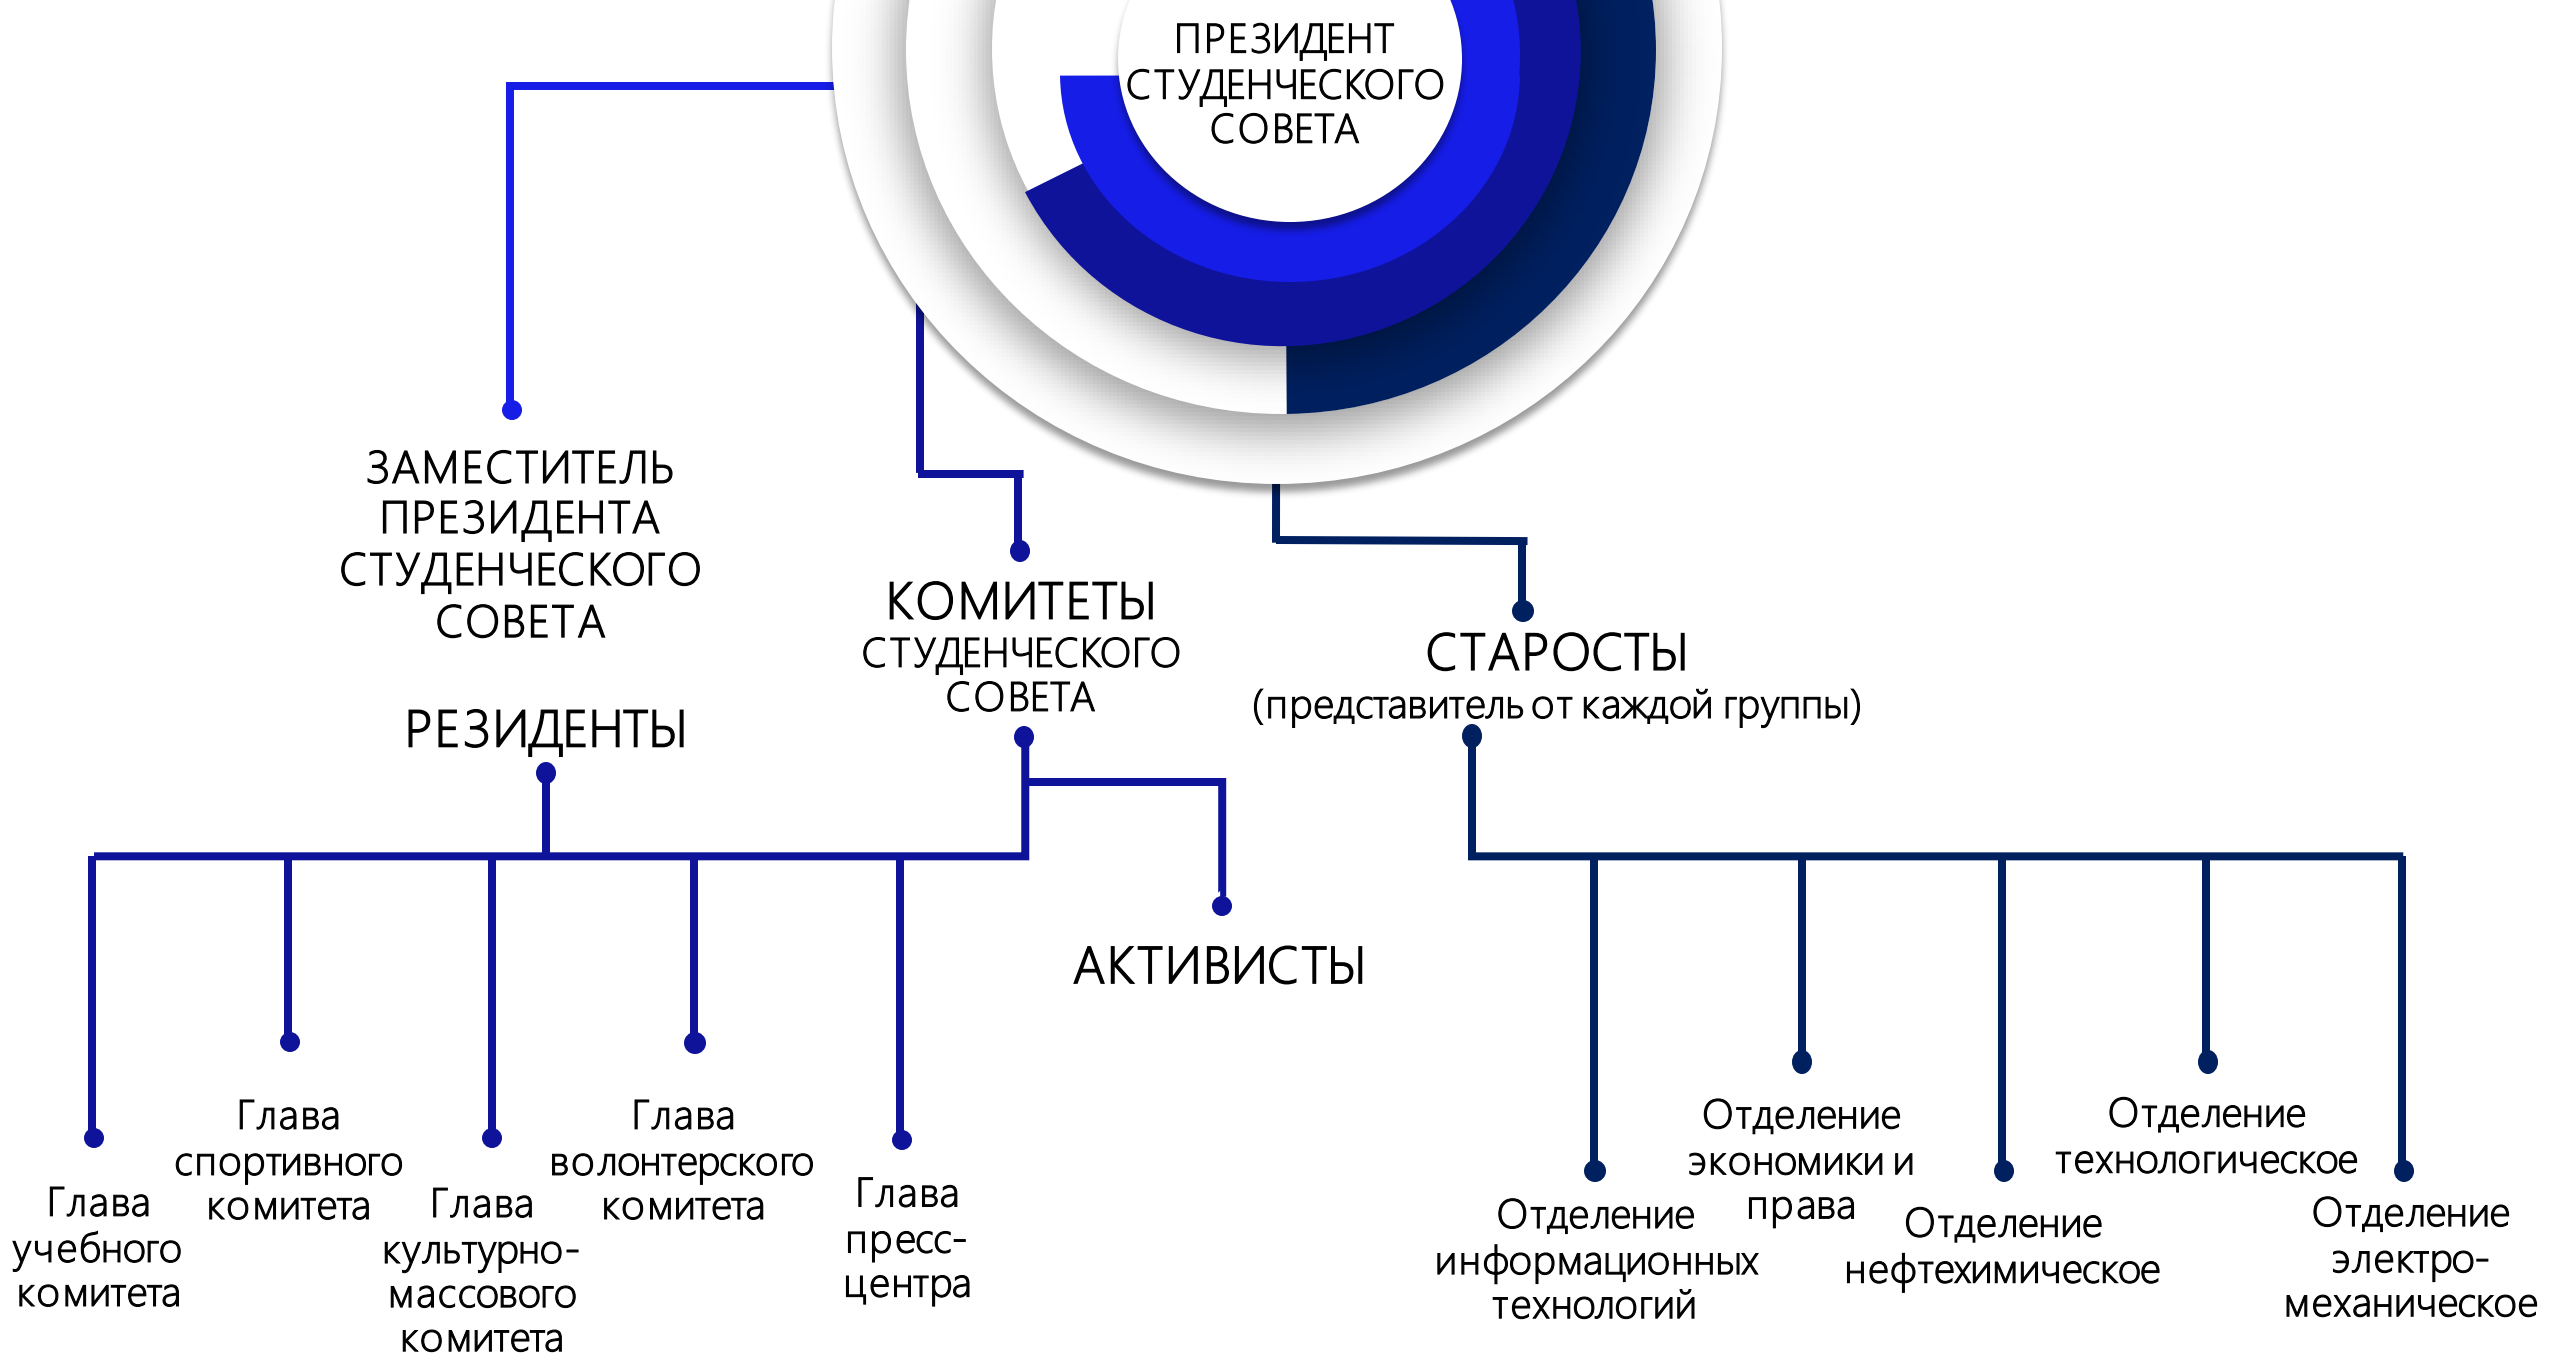 ПРЕЗИДЕНТ
СТУДЕНЧЕСКОГО
СОВЕТА
ЗАМЕСТИТЕЛЬ
ПРЕЗИДЕНТА
СТУДЕНЧЕСКОГО
СОВЕТА
КОМИТЕТЫ
СТУДЕНЧЕСКОГО
СОВЕТА
СТАРОСТЫ
(представитель от каждой группы)
РЕЗИДЕНТЫ
АКТИВИСТЫ
Глава
учебного
комитета
Глава
спортивного
комитета
Глава
культурно-
массового
комитета
Глава
волонтерского
комитета
Глава
пресс-
центра
Отделение
информационных
технологий
Отделение
экономики и
права
Отделение
нефтехимическое
Отделение
технологическое
Отделение
электро-
механическое